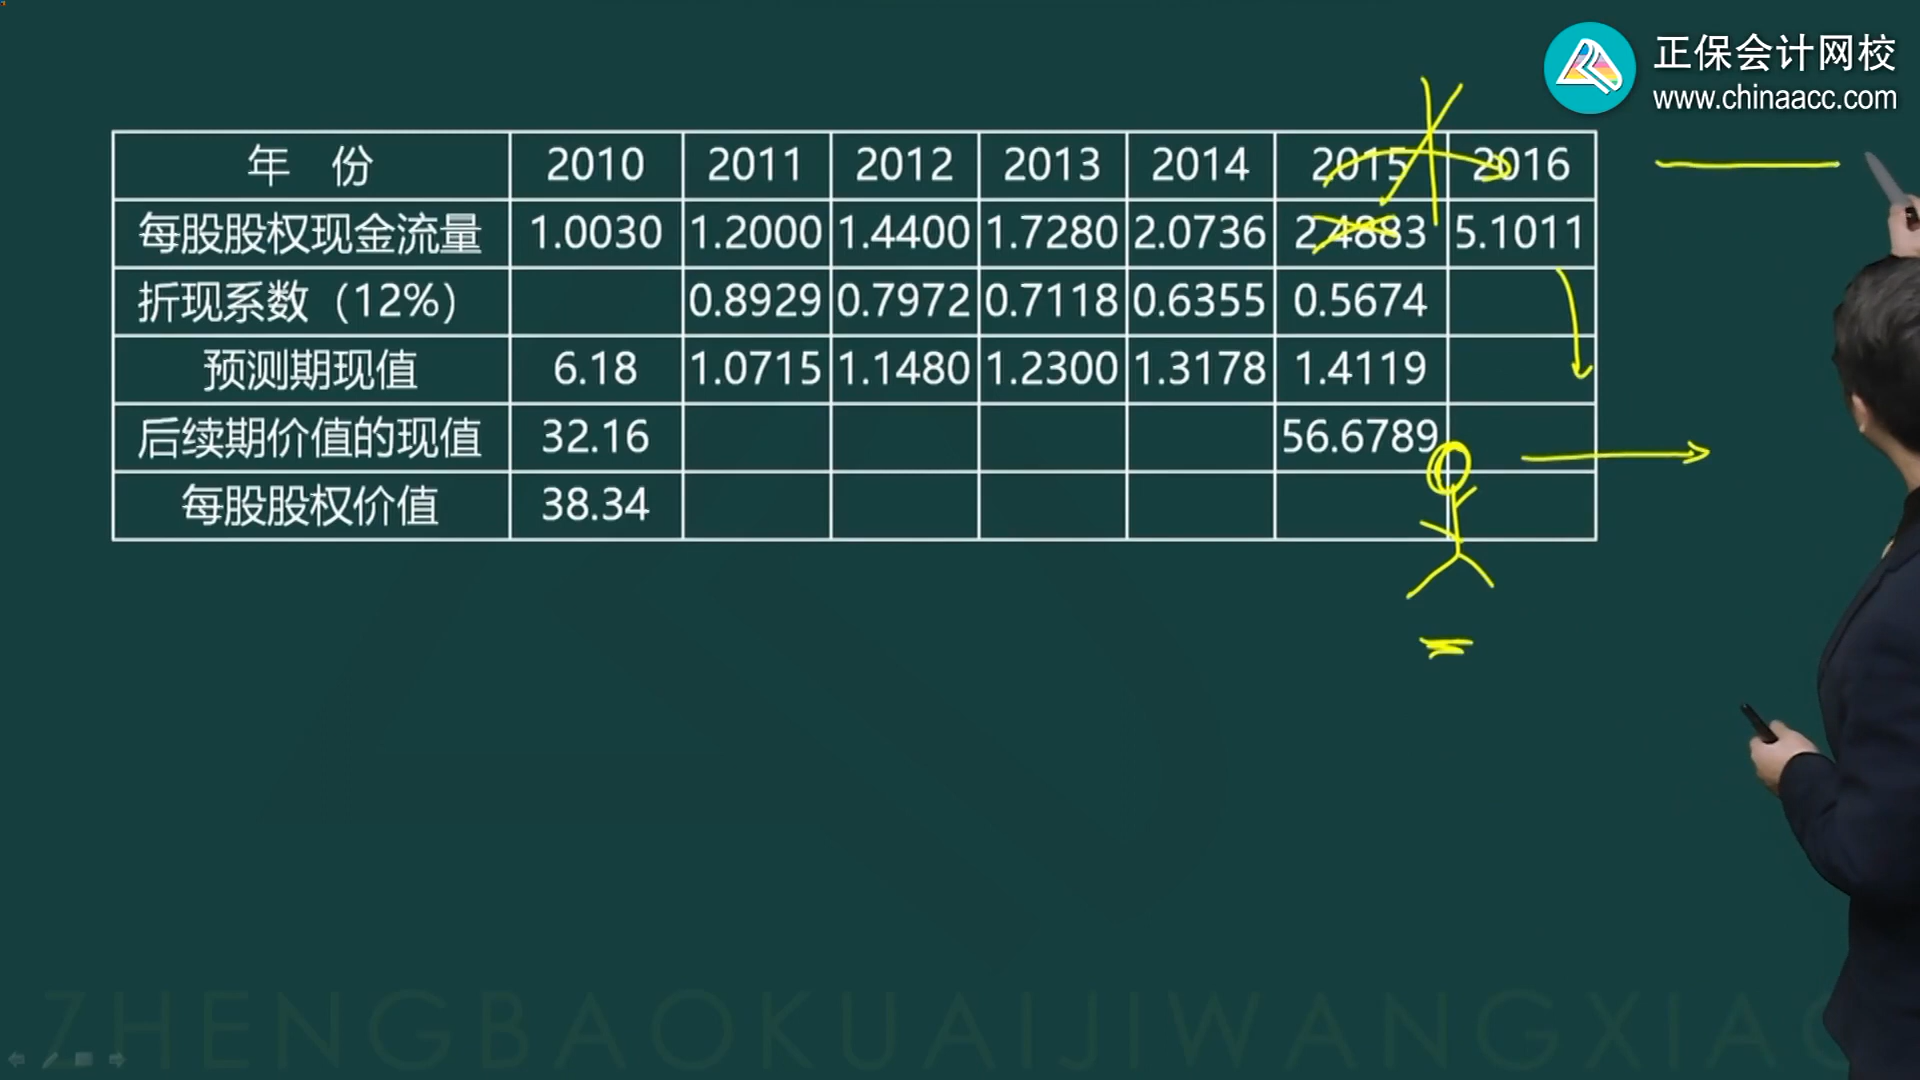 正保会计网校
www.chinaacc.com
年 份 2010 2011 2012 2013 2014 2015 2016
每股股权现金流量 1.0030 1.2000 1.4400 1.7280 2.0736 2.4883 5.1011
折现系数（12%） 0.8929 0.7972 0.7118 0.6355 0.5674
预测期现值 6.18 1.0715 1.1480 1.2300 1.3178 1.4119
后续期价值的现值 32.16 56.6789
每股股权价值 38.34
ZHENGBAOKUAIJIWANGXIAO